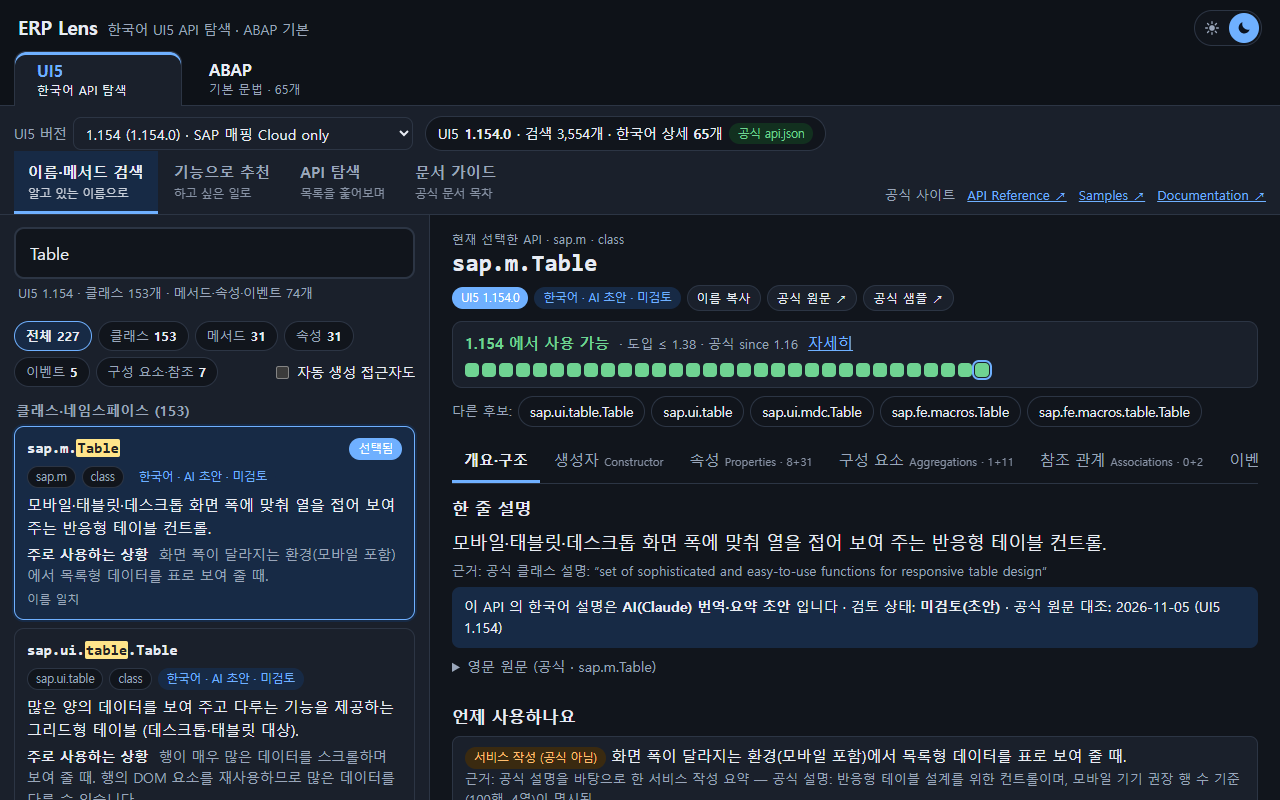 ERP Lens 한국어 UI5 API 탐색 · ABAP 기본
UI5
한국어 API 탐색
ABAP
기본 문법 · 65개
UI5 버전 1.154 (1.154.0) · SAP 매핑 Cloud only
UI5 1.154.0 · 검색 3,554개 · 한국어 상세 65개 공식 api.json
이름·메서드 검색
알고 있는 이름으로
기능으로 추천
하고 싶은 일로
API 탐색
목록을 훑어보며
문서 가이드
공식 문서 목차
공식 사이트 API Reference ↗ Samples ↗ Documentation ↗
Table
UI5 1.154 · 클래스 153개 · 메서드·속성·이벤트 74개
전체 227 클래스 153 메서드 31 속성 31
이벤트 5 구성 요소·참조 7 자동 생성 접근자도
클래스·네임스페이스 (153)
sap.m.Table 선택됨
sap.m class 한국어 · AI 초안 · 미검토
모바일·태블릿·데스크톱 화면 폭에 맞춰 열을 접어 보여
주는 반응형 테이블 컨트롤.
주로 사용하는 상황 화면 폭이 달라지는 환경(모바일 포함)
에서 목록형 데이터를 표로 보여 줄 때.
이름 일치
sap.ui.table.Table
sap.ui.table class 한국어 · AI 초안 · 미검토
많은 양의 데이터를 보여 주고 다루는 기능을 제공하는
그리드형 테이블 (데스크톱·태블릿 대상).
주로 사용하는 상황 행이 매우 많은 데이터를 스크롤하며
보여 줄 때. 행의 DOM 요소를 재사용하므로 많은 데이터를
다룰 수 있습니다.
현재 선택한 API · sap.m · class
sap.m.Table
UI5 1.154.0 한국어 · AI 초안 · 미검토 이름 복사 공식 원문 ↗ 공식 샘플 ↗
1.154 에서 사용 가능 · 도입 ≤ 1.38 · 공식 since 1.16 자세히
다른 후보: sap.ui.table.Table sap.ui.table sap.ui.mdc.Table sap.fe.macros.Table sap.fe.macros.table.Table
개요·구조 생성자 Constructor 속성 Properties · 8+31 구성 요소 Aggregations · 1+11 참조 관계 Associations · 0+2 이벤
한 줄 설명
모바일·태블릿·데스크톱 화면 폭에 맞춰 열을 접어 보여 주는 반응형 테이블 컨트롤.
근거: 공식 클래스 설명: “set of sophisticated and easy-to-use functions for responsive table design”
이 API 의 한국어 설명은 AI(Claude) 번역·요약 초안 입니다 · 검토 상태: 미검토(초안) · 공식 원문 대조: 2026-11-05 (UI5
1.154)
영문 원문 (공식 · sap.m.Table)
언제 사용하나요
서비스 작성 (공식 아님) 화면 폭이 달라지는 환경(모바일 포함)에서 목록형 데이터를 표로 보여 줄 때.
근거: 공식 설명을 바탕으로 한 서비스 작성 요약 — 공식 설명: 반응형 테이블 설계를 위한 컨트롤이며, 모바일 기기 권장 행 수 기준
(100행, 4열)이 명시됨